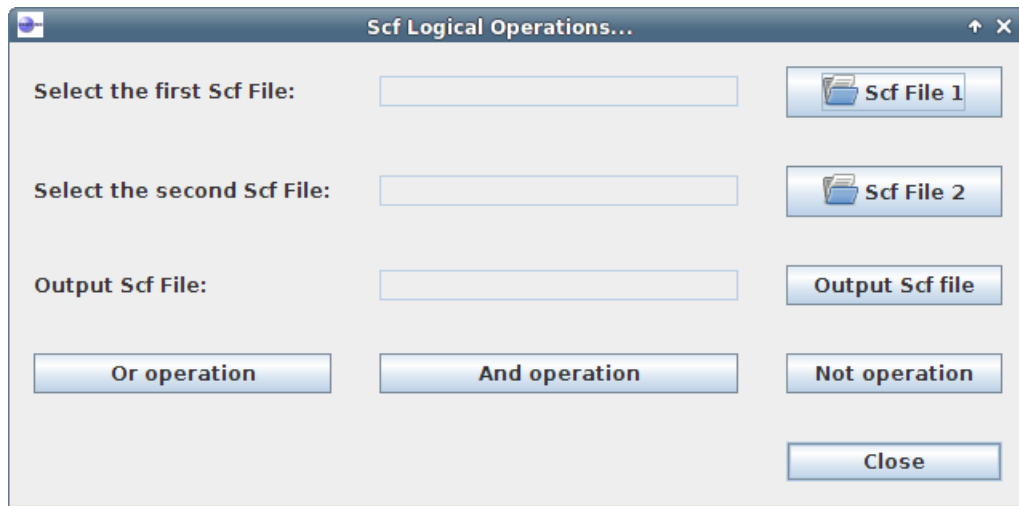 Scf Logical Operations...
Select the first Scf File:
Scf File 1
Select the second Scf File:
Scf File 2
Output Scf File:
Output Scf file
Or operation
And operation
Not operation
Close